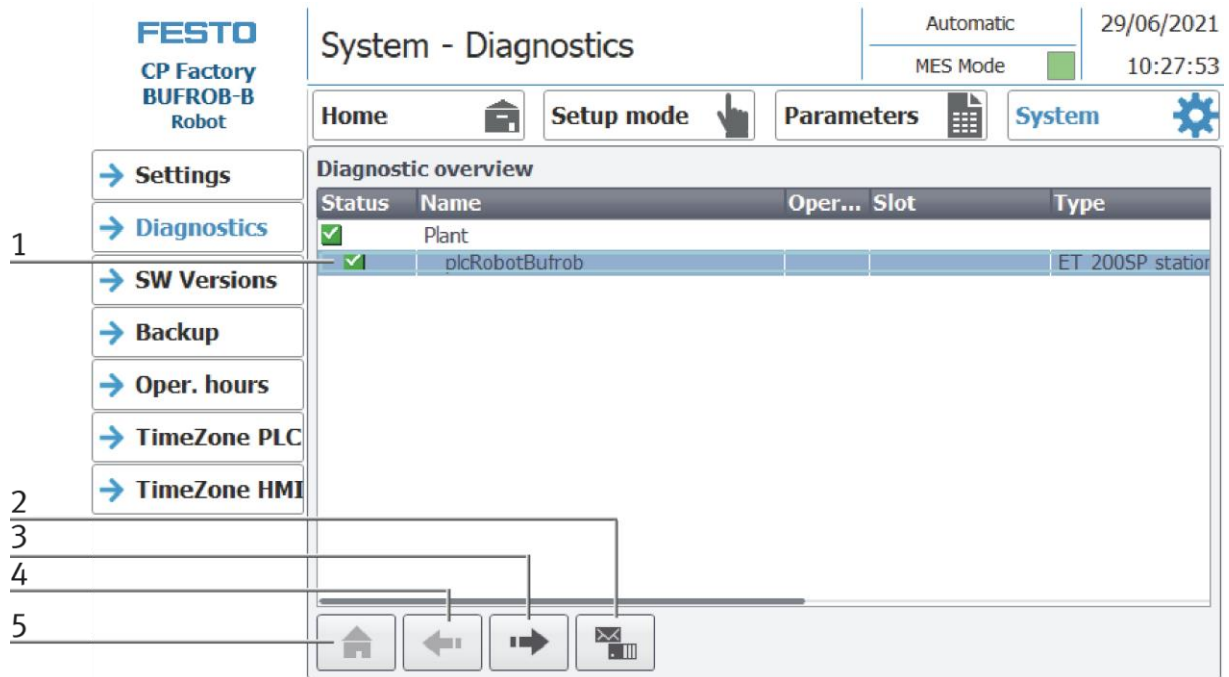 FESTO
CP Factory
BUFROB-B
Robot
System - Diagnostics
Automatic
MES Mode
29/06/2021
10:27:53
Home
Setup mode
Parameters
System
Settings
Diagnostics
SW Versions
Backup
Oper. hours
TimeZone PLC
TimeZone HMI
Diagnostic overview
Status Name Oper... Slot Type
Plant
plcRobotBufrob ET 200SP station
1
2
3
4
5